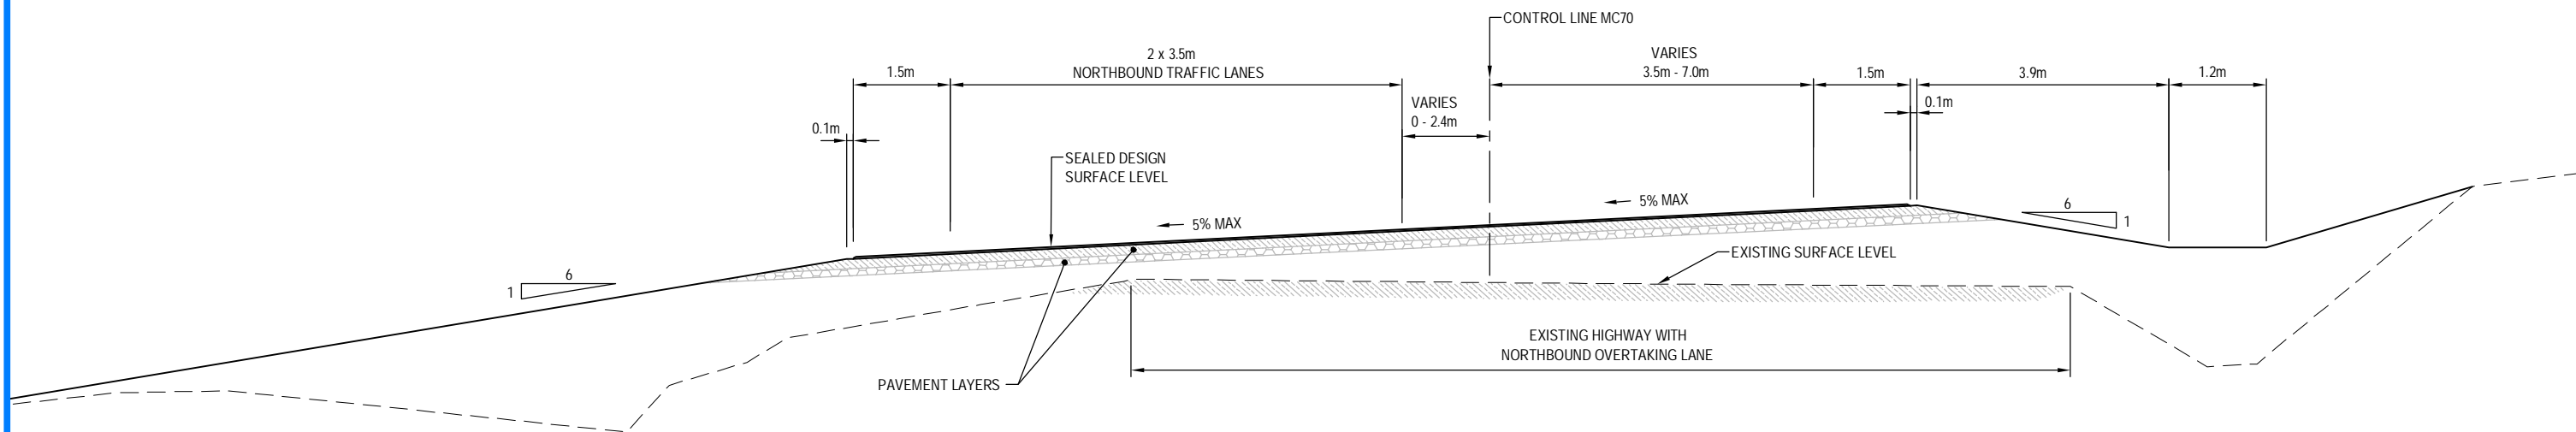 CONTROL LINE MC70
2 x 3.5m
NORTHBOUND TRAFFIC LANES
VARIES
3.5m - 7.0m
1.5m
1.5m
3.9m
1.2m
VARIES
0 - 2.4m
0.1m
0.1m
SEALED DESIGN
SURFACE LEVEL
5% MAX
5% MAX
6
1
6
1
EXISTING SURFACE LEVEL
EXISTING HIGHWAY WITH
NORTHBOUND OVERTAKING LANE
PAVEMENT LAYERS